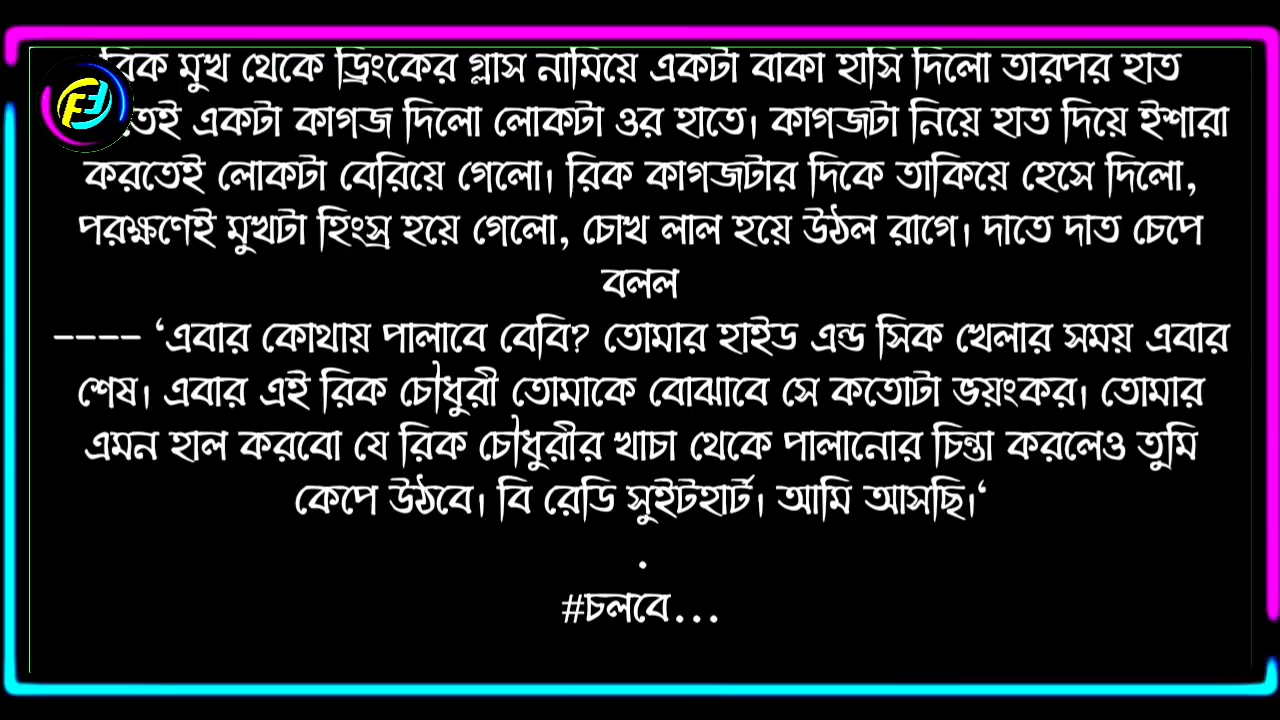 রিক মুখ থেকে ড্রিংকের গ্লাস নামিয়ে একটা বাকা হাসি দিলো তারপর হাত
একটা কাগজ দিলো লোকটা ওর হাতে। কাগজটা নিয়ে হাত দিয়ে ইশারা
করতেই লোকটা বেরিয়ে গেলো। রিক কাগজটার দিকে তাকিয়ে হেসে দিলো,
পরক্ষণেই মুখটা হিংস্র হয়ে গেলো, চোখ লাল হয়ে উঠল রাগে। দাতে দাত চেপে
বলল
---- ‘এবার কোথায় পালাবে বেবি? তোমার হাইড এন্ড সিক খেলার সময় এবার
শেষ। এবার এই রিক চৌধুরী তোমাকে বোঝাবে সে কতোটা ভয়ংকর। তোমার
এমন হাল করবো যে রিক চৌধুরীর খাচা থেকে পালানোর চিন্তা করলেও তুমি
কেপে উঠবে। বি রেডি সুইটহার্ট। আমি আসছি।‘
.
#চলবে...